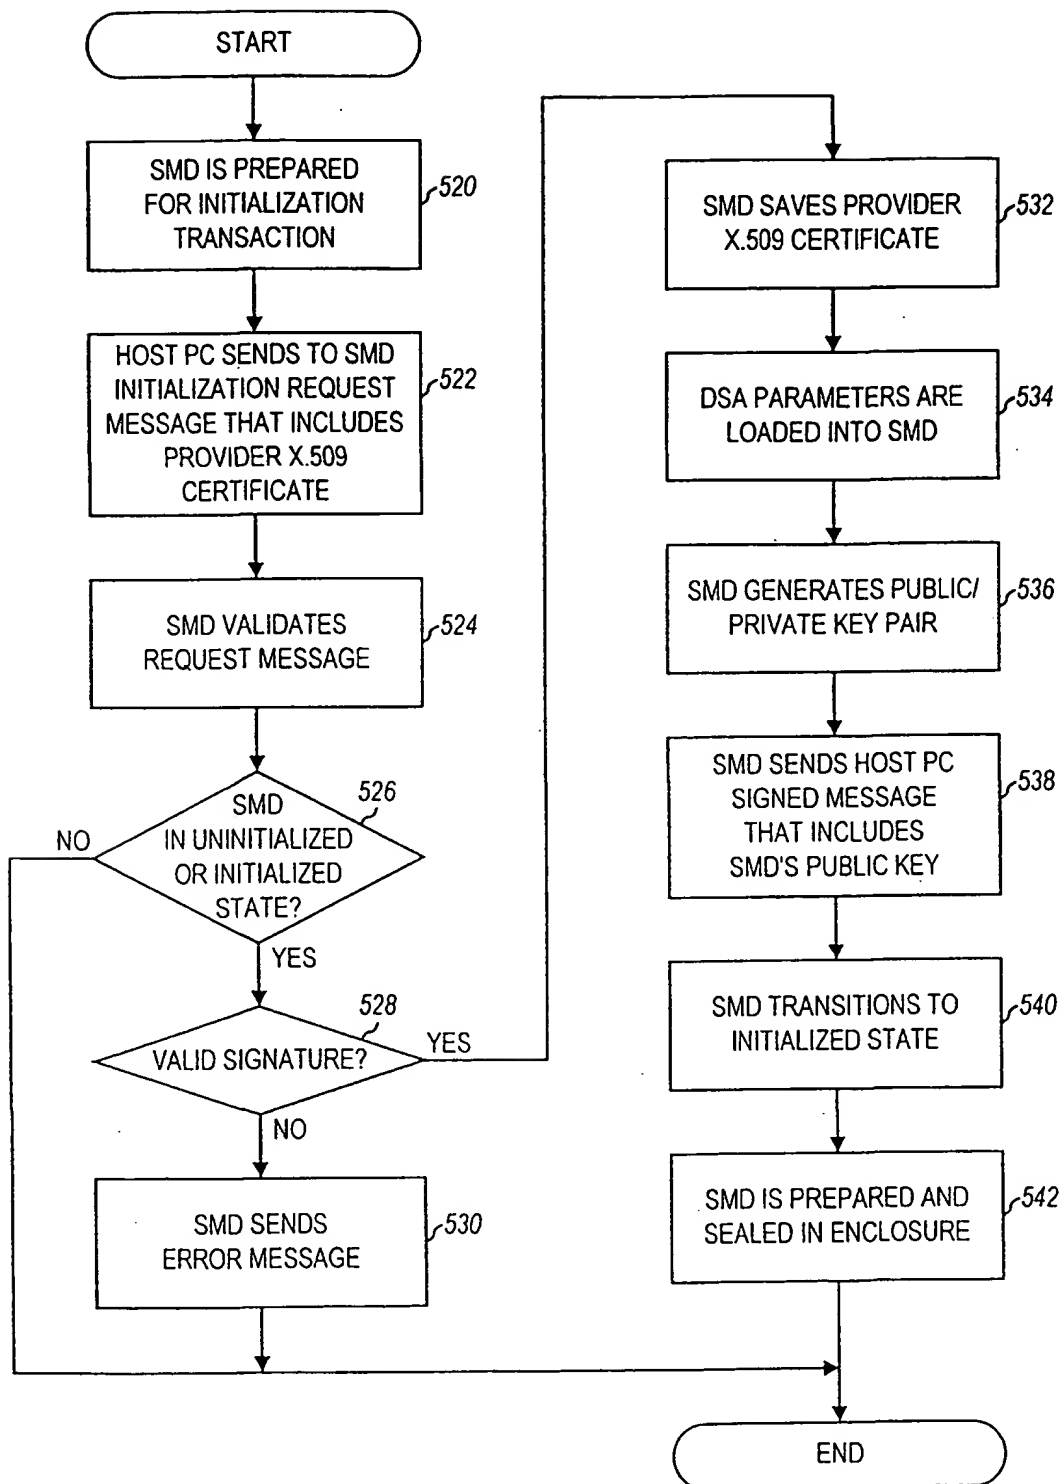 START
SMD IS PREPARED
FOR INITIALIZATION
TRANSACTION
520
HOST PC SENDS TO SMD
INITIALIZATION REQUEST
MESSAGE THAT INCLUDES
PROVIDER X.509
CERTIFICATE
522
SMD VALIDATES
REQUEST MESSAGE
524
SMD
IN UNINITIALIZED
OR INITIALIZED
STATE?
526
NO
YES
VALID SIGNATURE?
528
YES
NO
SMD SENDS
ERROR MESSAGE
530
SMD SAVES PROVIDER
X.509 CERTIFICATE
532
DSA PARAMETERS ARE
LOADED INTO SMD
534
SMD GENERATES PUBLIC/
PRIVATE KEY PAIR
536
SMD SENDS HOST PC
SIGNED MESSAGE
THAT INCLUDES
SMD'S PUBLIC KEY
538
SMD TRANSITIONS TO
INITIALIZED STATE
540
SMD IS PREPARED AND
SEALED IN ENCLOSURE
542
END